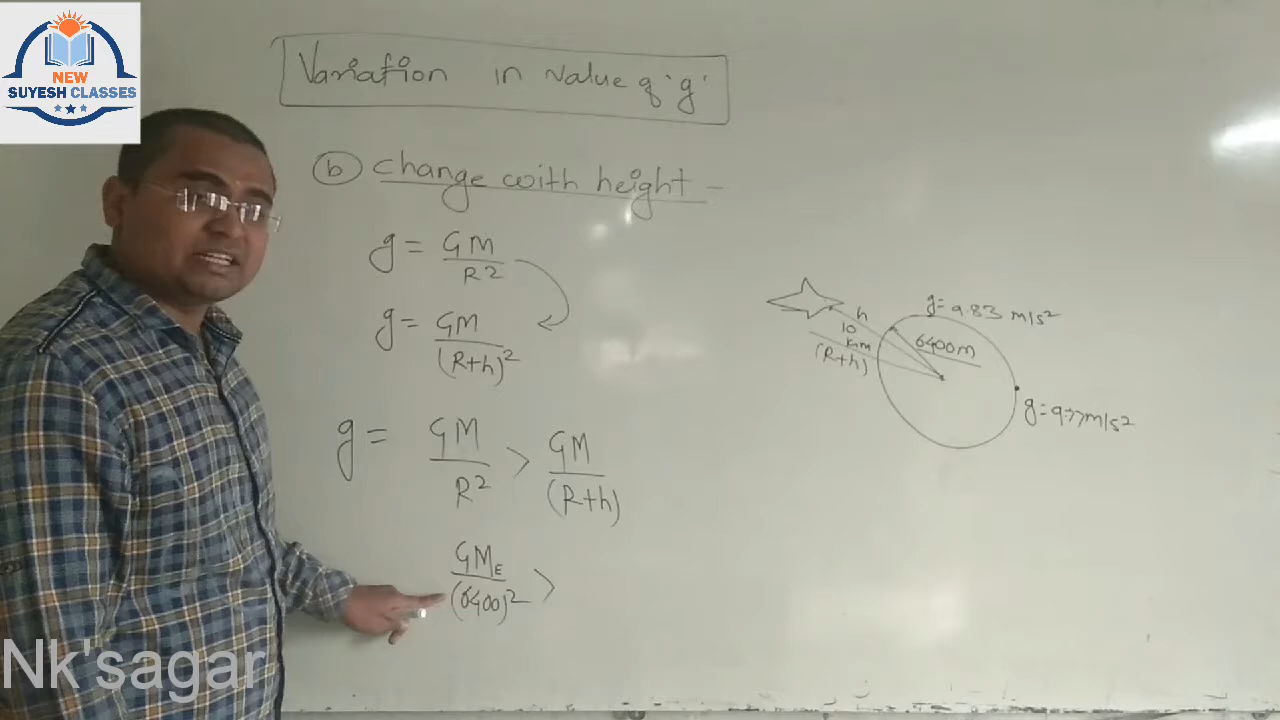 NEW
SUYESH CLASSES
Variation in value of 'g'
(b) Change with height -
g = GM / R²
g = GM / (R+h)²
g = GM / R² > GM / (R+h)
GM_E / (6400)² >
g = 9.83 m/s²
h
10 km
6400m
(R+h)
g = 9.77 m/s²
Nk'sagar